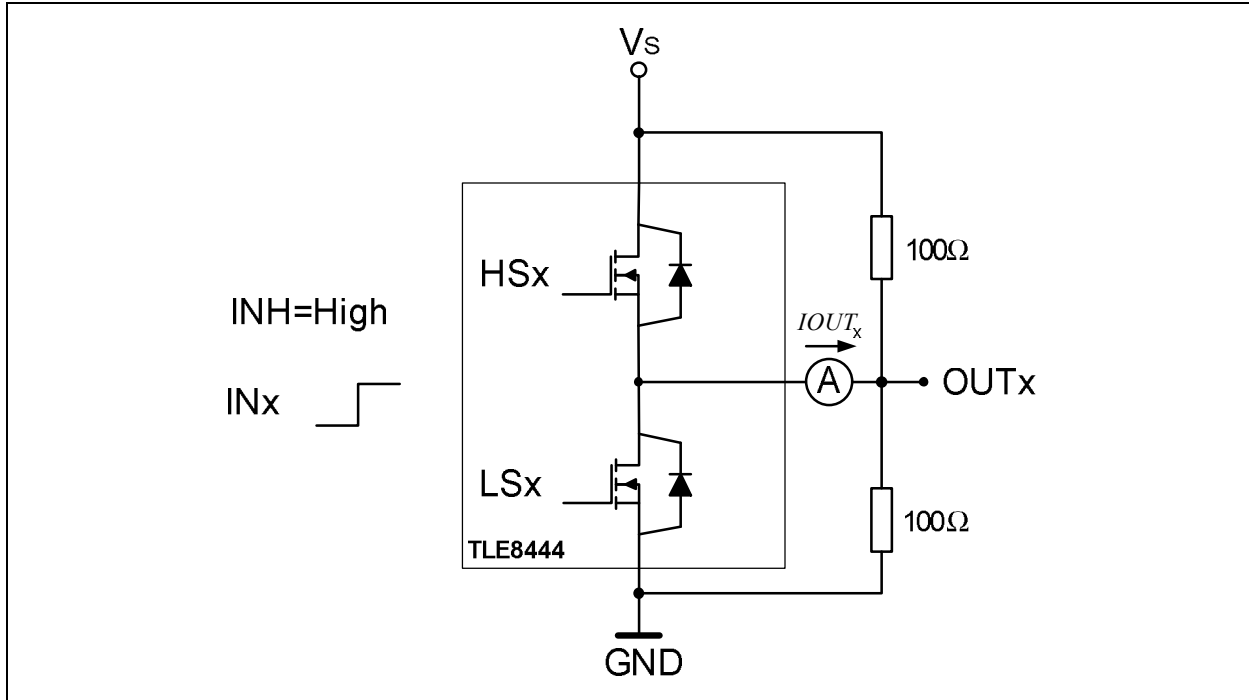 VS
HSx
100Ω
INH=High
IOUTx
A
OUTx
INx
LSx
100Ω
TLE8444
GND